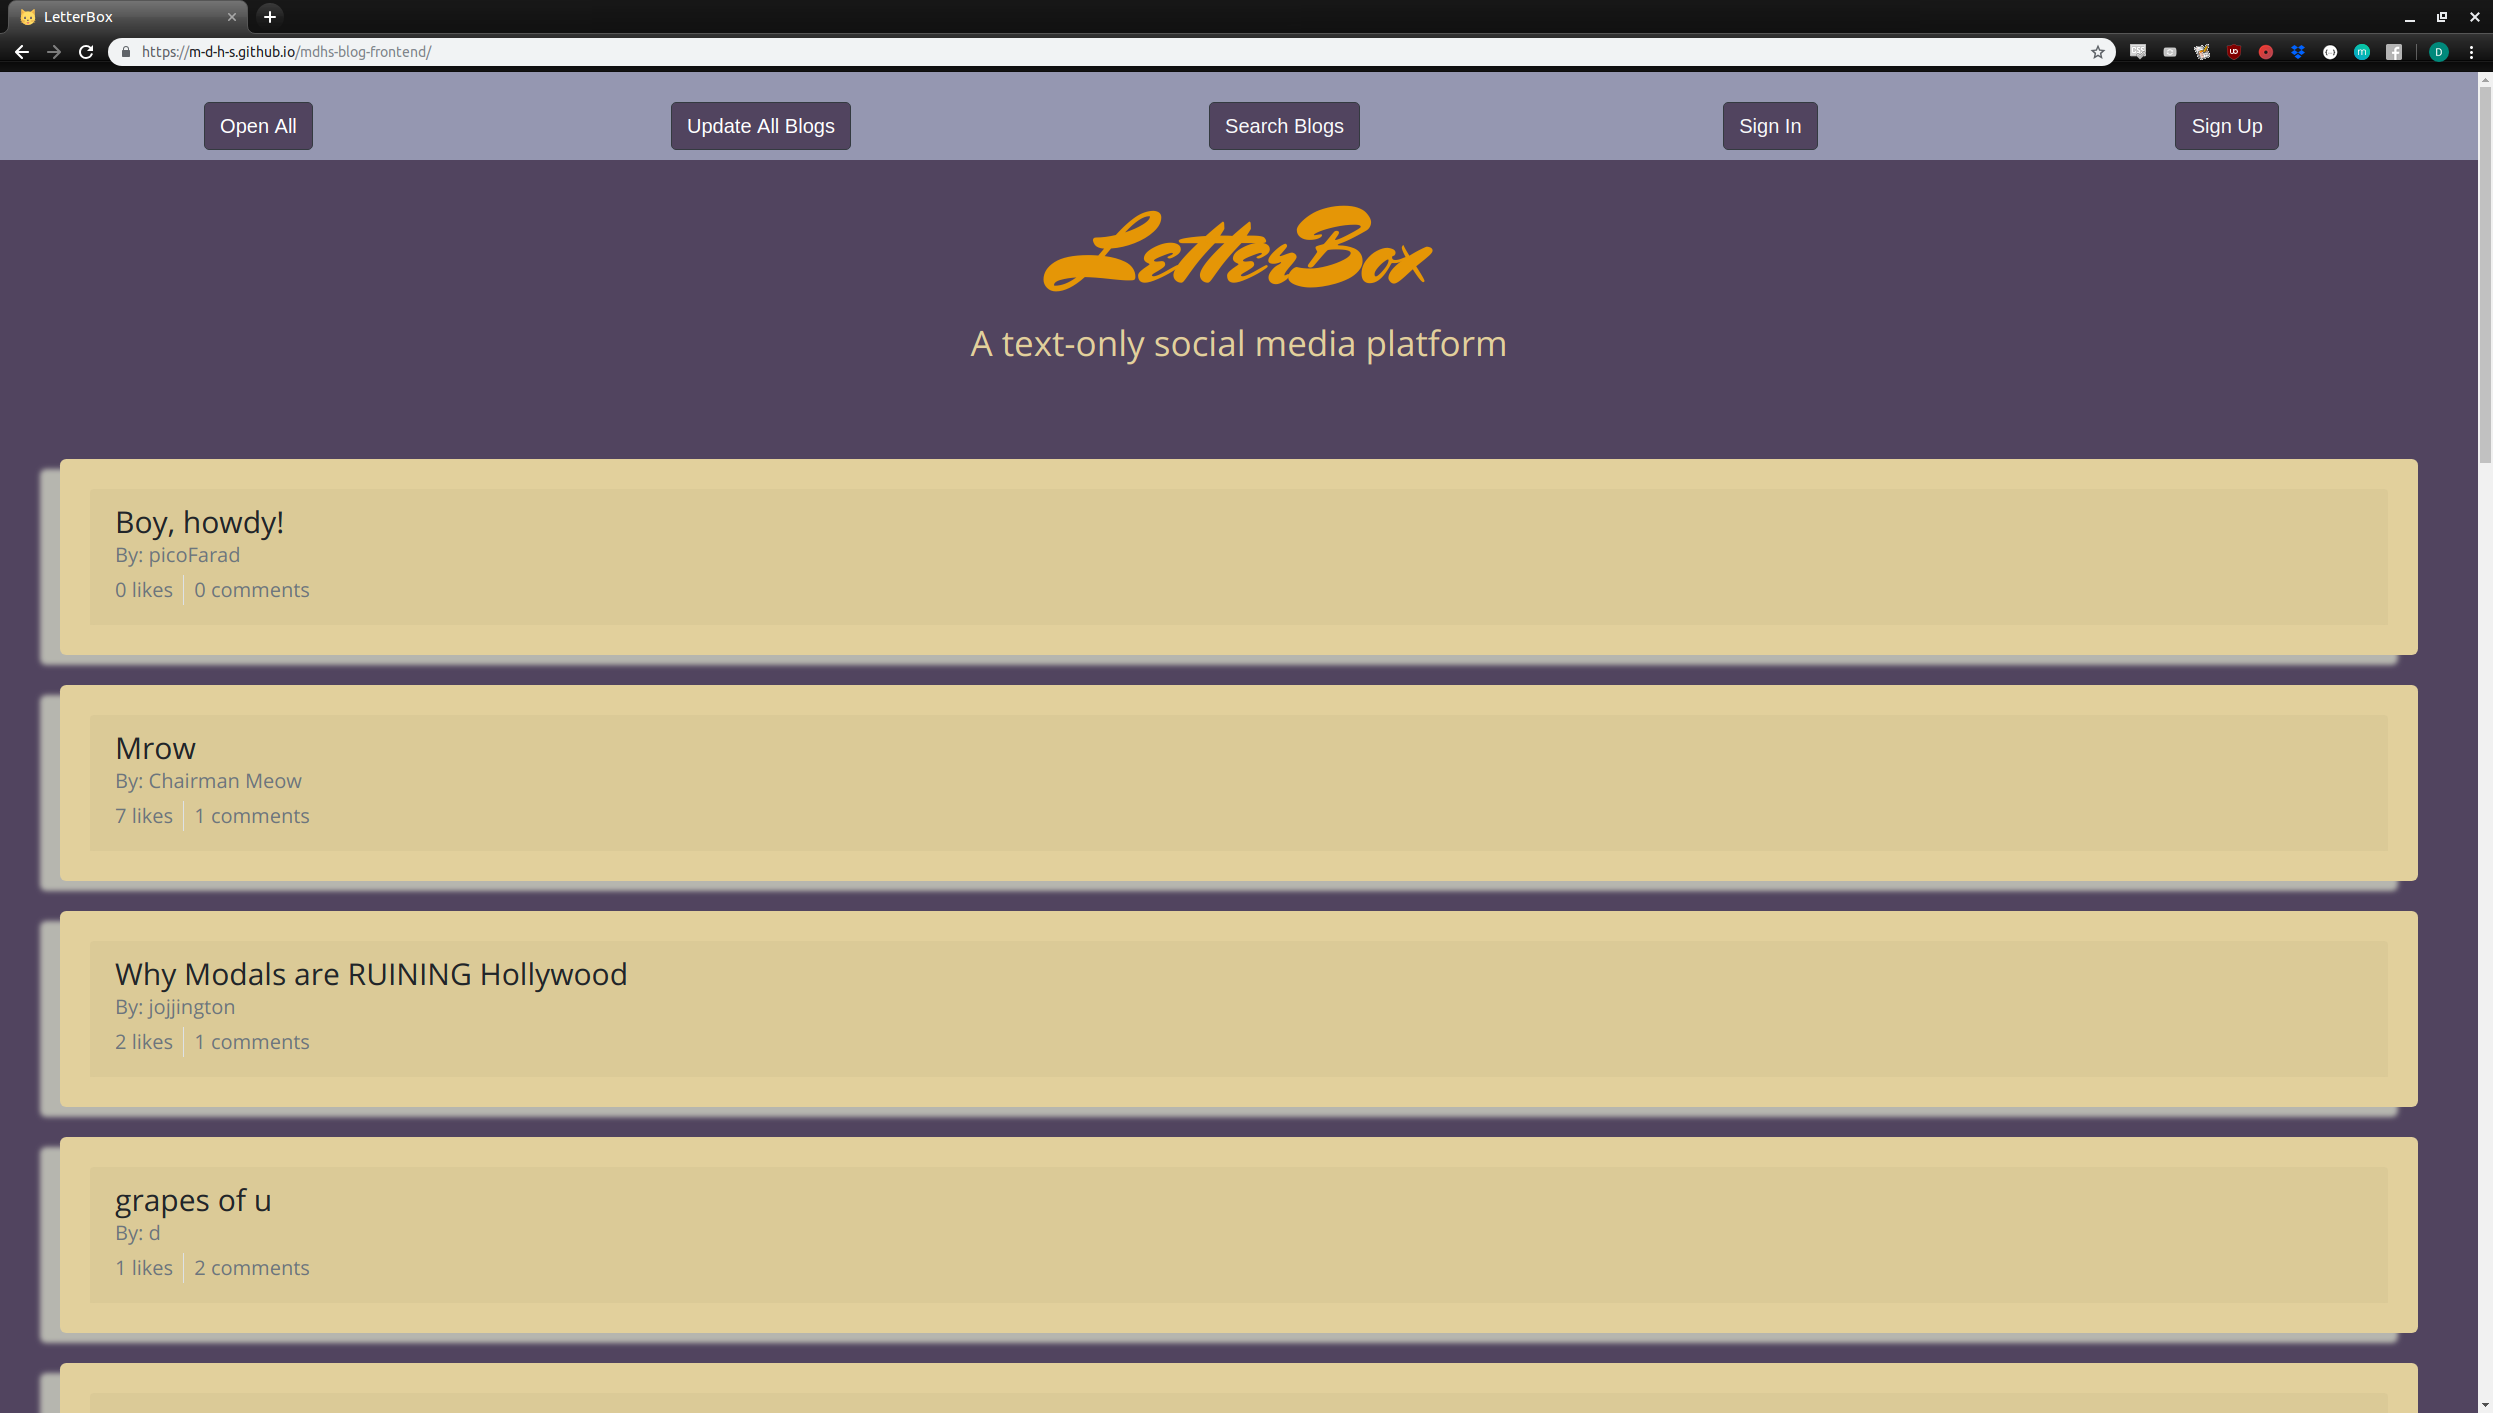 LetterBox
https://m-d-h-s.github.io/mdhs-blog-frontend/
D
Open All
Update All Blogs
Search Blogs
Sign In
Sign Up
LetterBox
A text-only social media platform
Boy, howdy!
By: picoFarad
0 likes 0 comments
Mrow
By: Chairman Meow
7 likes 1 comments
Why Modals are RUINING Hollywood
By: jojjington
2 likes 1 comments
grapes of u
By: d
1 likes 2 comments